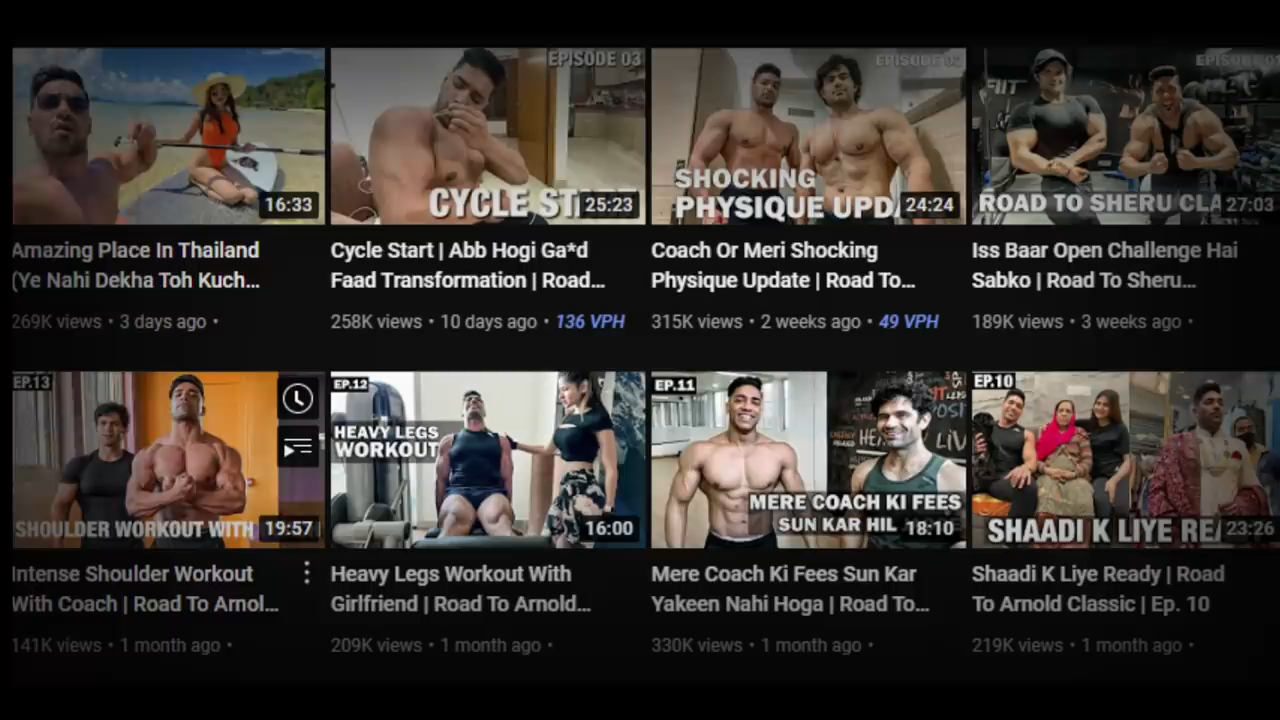 16:33
EPISODE 03
CYCLE
25:23
EPISODE
SHOCKING
PHYSIQUE
24:24
FIT
ROAD TO SHERU
27:03
Amazing Place In Thailand
(Ye Nahi Dekha Toh Kuch...
269K views • 3 days ago •
Cycle Start | Abb Hogi Ga*d
Faad Transformation | Road...
258K views • 10 days ago • 136 VPH
Coach Or Meri Shocking
Physique Update | Road To...
315K views • 2 weeks ago • 49 VPH
Iss Baar Open Challenge Hai
Sabko | Road To Sheru...
189K views • 3 weeks ago •
EP.13
SHOULDER WORKOUT WITH
19:57
EP.12
HEAVY LEGS
WORKOUT
16:00
EP.11
MERE COACH KI FEES
SUN KAR HIL
18:10
EP.10
SHAADI K LIYE
23:26
Intense Shoulder Workout
With Coach | Road To Arnol...
141K views • 1 month ago •
Heavy Legs Workout With
Girlfriend | Road To Arnold...
209K views • 1 month ago •
Mere Coach Ki Fees Sun Kar
Yakeen Nahi Hoga | Road To...
330K views • 1 month ago •
Shaadi K Liye Ready | Road
To Arnold Classic | Ep. 10
219K views • 1 month ago •